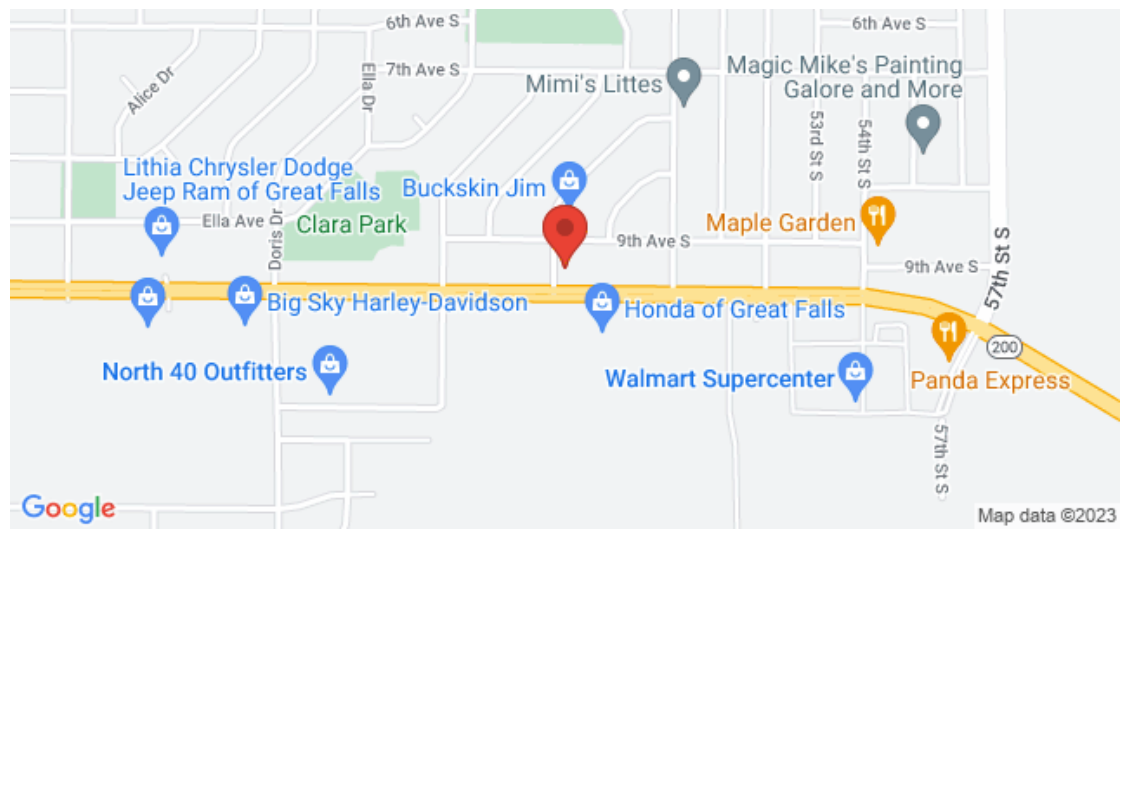 6th Ave S
6th Ave S
7th Ave S
Ella Dr
Alice Dr
Mimi's Littes
Magic Mike's Painting
Galore and More
53rd St S
54th St S
Lithia Chrysler Dodge
Jeep Ram of Great Falls
Buckskin Jim
Ella Ave
Doris Dr
Clara Park
Maple Garden
9th Ave S
9th Ave S
57th St S
Big Sky Harley-Davidson
Honda of Great Falls
200
North 40 Outfitters
Walmart Supercenter
Panda Express
57th St S
Google
Map data ©2023